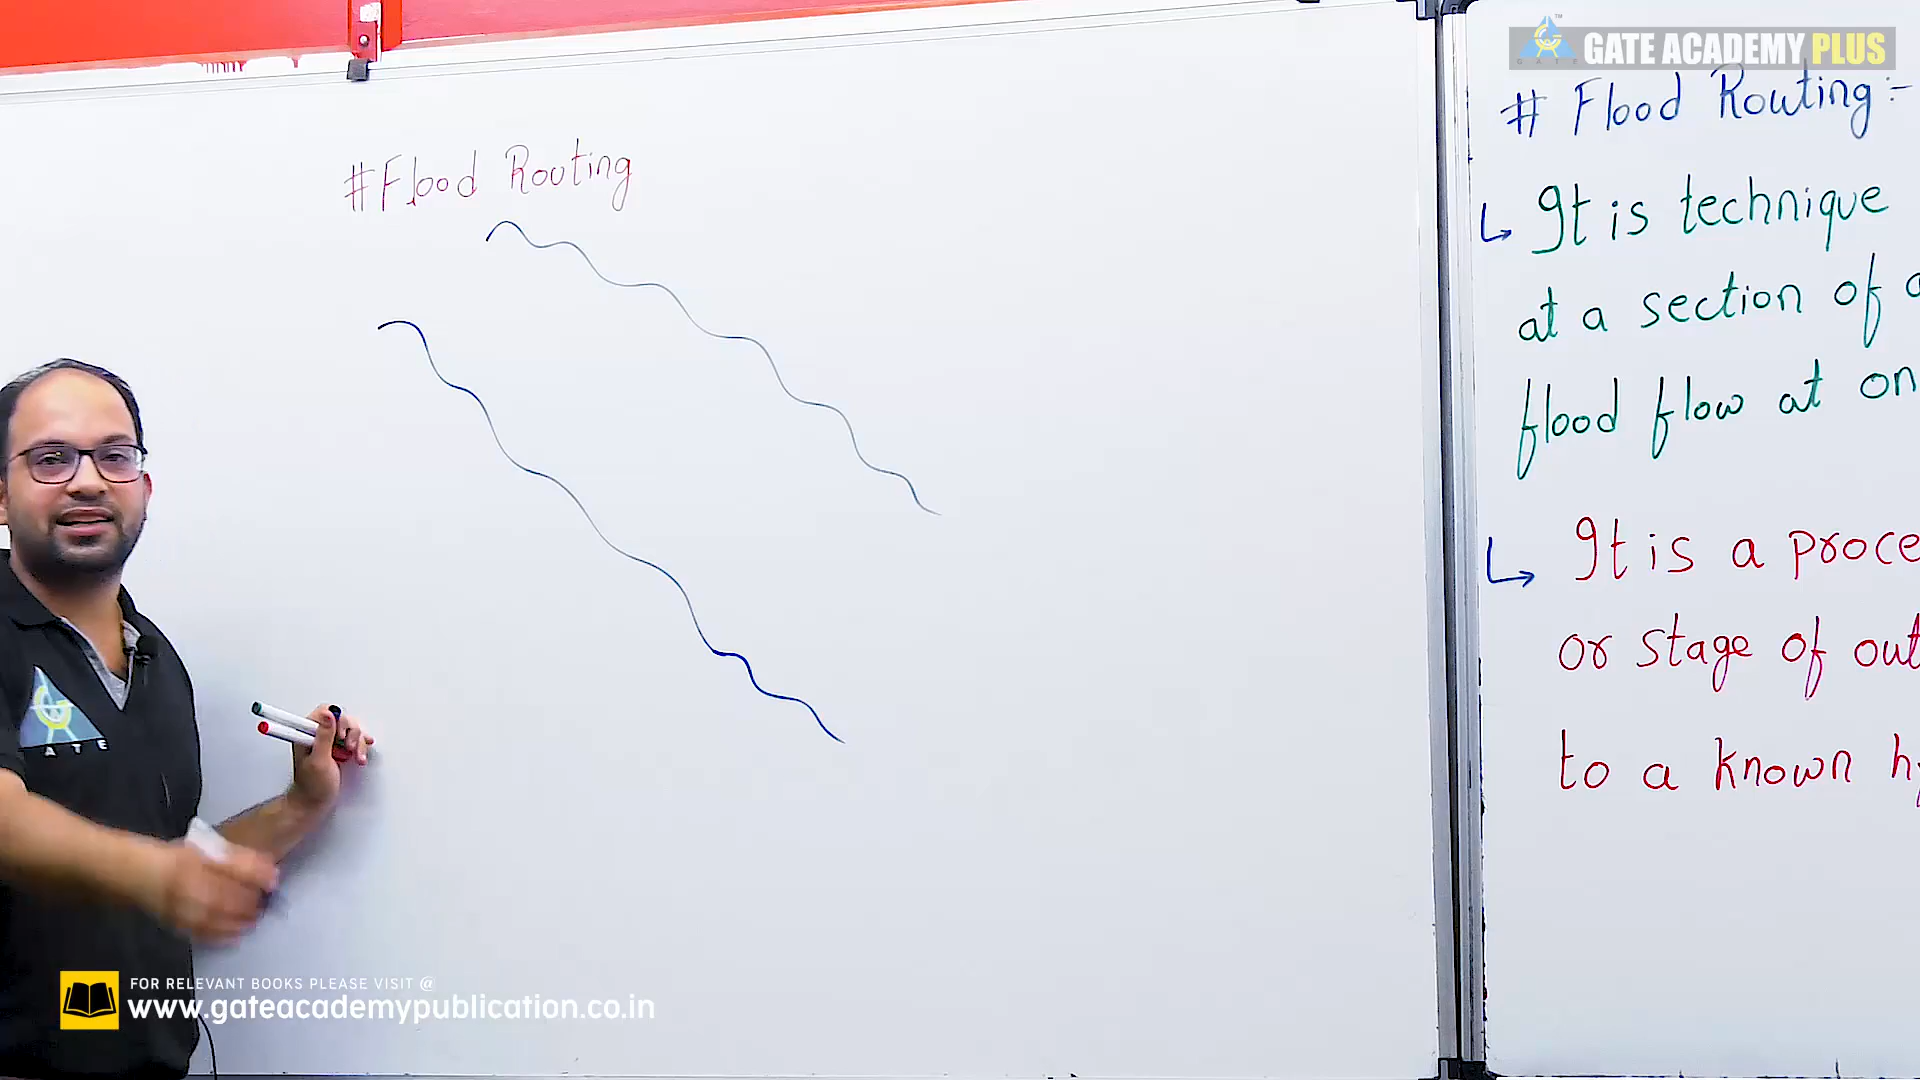 GATE ACADEMY PLUS
# Flood Routing
# Flood Routing :-
↳ It is technique
at a section of
flood flow at on
↳ It is a proce
or stage of out
to a known
GATE
FOR RELEVANT BOOKS PLEASE VISIT @
www.gateacademypublication.co.in